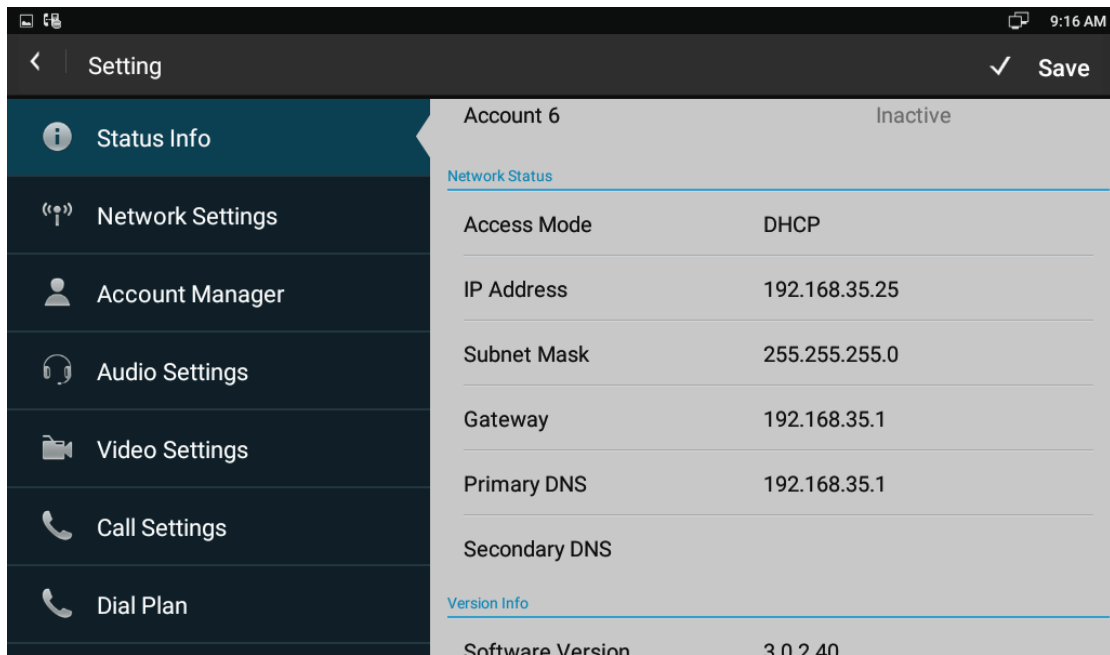 9:16 AM
Setting
Save
Status Info
Network Settings
Account Manager
Audio Settings
Video Settings
Call Settings
Dial Plan
Account 6 Inactive
Network Status
Access Mode DHCP
IP Address 192.168.35.25
Subnet Mask 255.255.255.0
Gateway 192.168.35.1
Primary DNS 192.168.35.1
Secondary DNS
Version Info
Software Version 3.0.2.40